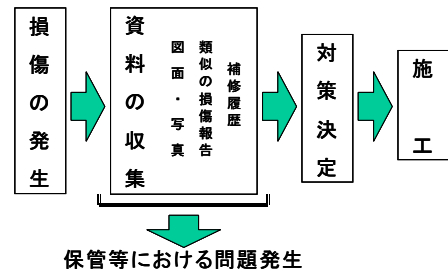 損傷の発生
資料の収集
補修履歴
類似の損傷報告
図面・写真
対策決定
施工
保管等における問題発生